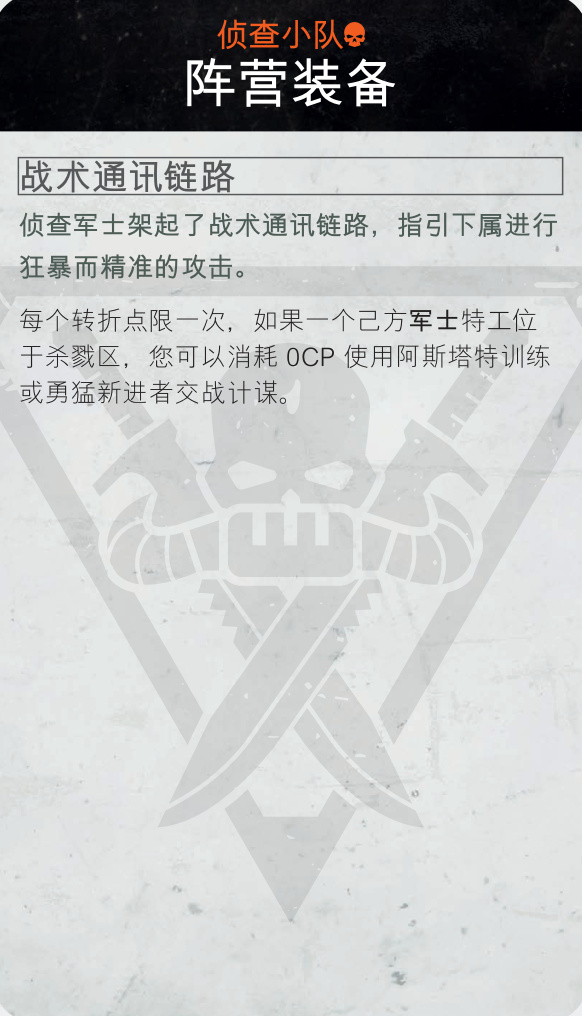 侦查小队
阵营装备
战术通讯链路
侦查军士架起了战术通讯链路，指引下属进行
狂暴而精准的攻击。
每个转折点限一次，如果一个己方军士特工位
于杀戮区，您可以消耗 0CP 使用阿斯塔特训练
或勇猛新进者交战计谋。